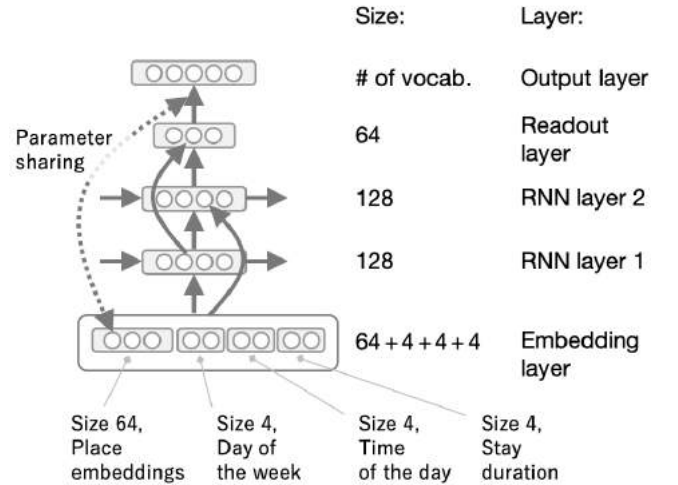 Size: Layer:
# of vocab. Output layer
Parameter
sharing
64 Readout
layer
128 RNN layer 2
128 RNN layer 1
64+4+4+4 Embedding
layer
Size 64,
Place
embeddings
Size 4,
Day of
the week
Size 4,
Time
of the day
Size 4,
Stay
duration